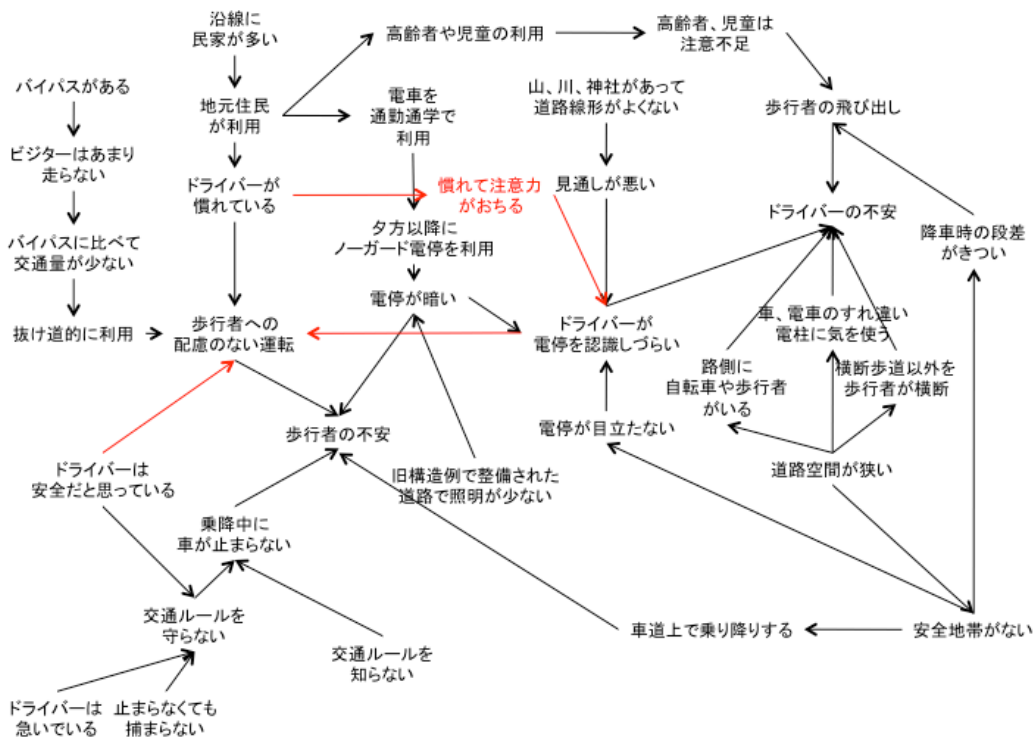 沿線に
民家が多い
高齢者や児童の利用
高齢者、児童は
注意不足
バイパスがある
地元住民
が利用
電車を
通勤通学で
利用
山、川、神社があって
道路線形がよくない
歩行者の飛び出し
ビジターはあまり
走らない
ドライバーが
慣れている
慣れて注意力
がおちる
見通しが悪い
ドライバーの不安
降車時の段差
がきつい
バイパスに比べて
交通量が少ない
夕方以降に
ノーガード電停を利用
電停が暗い
抜け道的に利用
歩行者への
配慮のない運転
ドライバーが
電停を認識しづらい
車、電車のすれ違い
電柱に気を使う
路側に
自転車や歩行者
がいる
横断歩道以外を
歩行者が横断
歩行者の不安
電停が目立たない
ドライバーは
安全だと思っている
旧構造例で整備された
道路で照明が少ない
道路空間が狭い
乗降中に
車が止まらない
交通ルールを
守らない
交通ルールを
知らない
車道上で乗り降りする
安全地帯がない
ドライバーは
急いでいる
止まらなくても
捕まらない